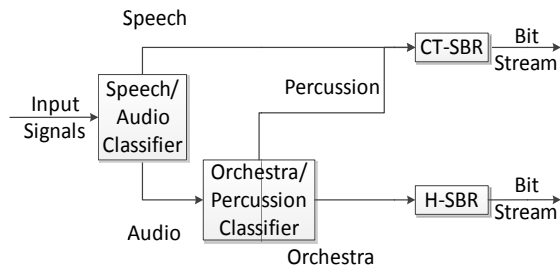 Speech
CT-SBR
Bit
Stream
Percussion
Input
Signals
Speech/
Audio
Classifier
Orchestra/
Percussion
Classifier
H-SBR
Bit
Stream
Audio
Orchestra